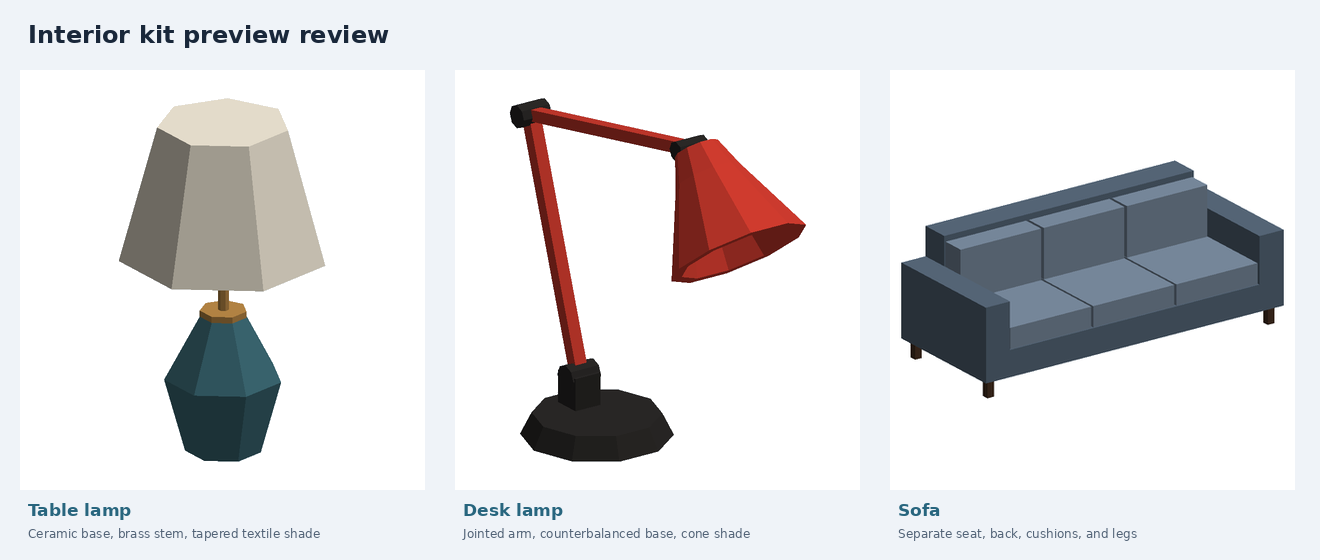 Interior kit preview review
Table lamp
Ceramic base, brass stem, tapered textile shade
Desk lamp
Jointed arm, counterbalanced base, cone shade
Sofa
Separate seat, back, cushions, and legs